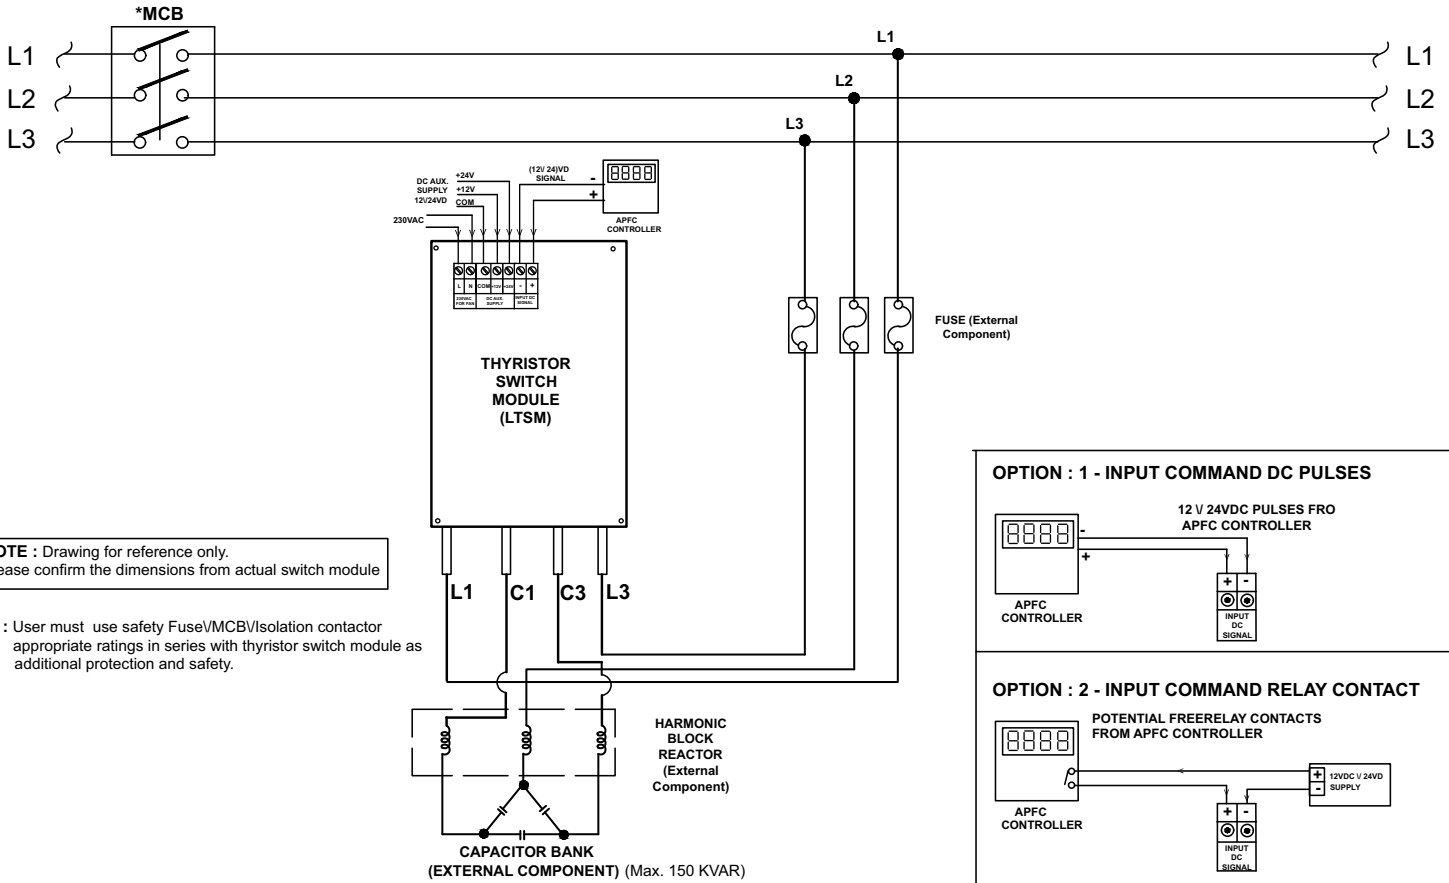 *MCB
L1
L2
L3
L1
L2
L3
L1
L2
L3
DC AUX.
SUPPLY
12\/24VD
+24V
+12V
COM
230VAC
(12\/ 24)VD
SIGNAL
-
+
APFC
CONTROLLER
L N COM +12V +24V - +
230VAC
FOR FAN
DC AUX.
SUPPLY
INPUT DC
SIGNAL
THYRISTOR
SWITCH
MODULE
(LTSM)
FUSE (External
Component)
L1 C1 C3 L3
OTE : Drawing for reference only.
ease confirm the dimensions from actual switch module
: User must use safety Fuse\/MCB\/Isolation contactor
appropriate ratings in series with thyristor switch module as
additional protection and safety.
HARMONIC
BLOCK
REACTOR
(External
Component)
CAPACITOR BANK
(EXTERNAL COMPONENT) (Max. 150 KVAR)
OPTION : 1 - INPUT COMMAND DC PULSES
12 \/ 24VDC PULSES FRO
APFC CONTROLLER
-
+
APFC
CONTROLLER
+ -
INPUT
DC
SIGNAL
OPTION : 2 - INPUT COMMAND RELAY CONTACT
POTENTIAL FREERELAY CONTACTS
FROM APFC CONTROLLER
APFC
CONTROLLER
+
-
12VDC \/ 24VD
SUPPLY
+ -
INPUT
DC
SIGNAL